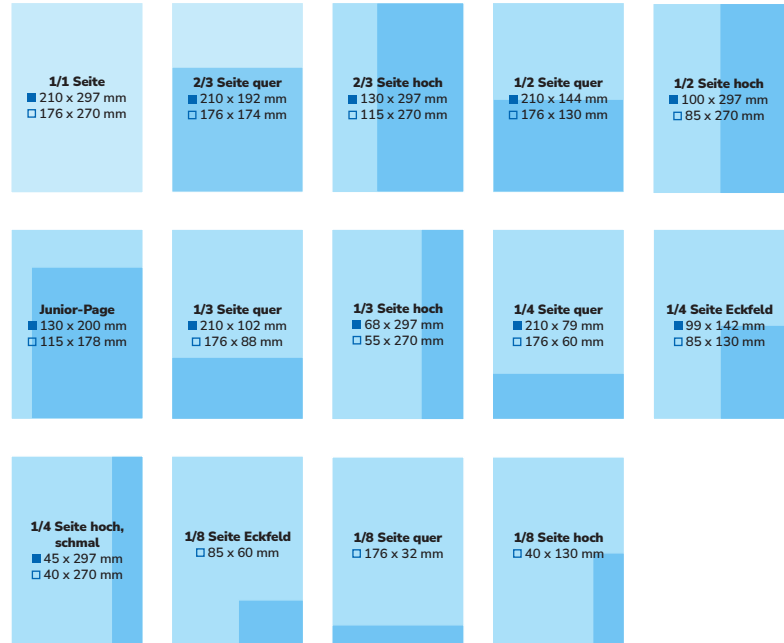 1/1 Seite
■ 210 x 297 mm
□ 176 x 270 mm
2/3 Seite quer
■ 210 x 192 mm
□ 176 x 174 mm
2/3 Seite hoch
■ 130 x 297 mm
□ 115 x 270 mm
1/2 Seite quer
■ 210 x 144 mm
□ 176 x 130 mm
1/2 Seite hoch
■ 100 x 297 mm
□ 85 x 270 mm
Junior-Page
■ 130 x 200 mm
□ 115 x 178 mm
1/3 Seite quer
■ 210 x 102 mm
□ 176 x 88 mm
1/3 Seite hoch
■ 68 x 297 mm
□ 55 x 270 mm
1/4 Seite quer
■ 210 x 79 mm
□ 176 x 60 mm
1/4 Seite Eckfeld
■ 99 x 142 mm
□ 85 x 130 mm
1/4 Seite hoch,
schmal
■ 45 x 297 mm
□ 40 x 270 mm
1/8 Seite Eckfeld
□ 85 x 60 mm
1/8 Seite quer
□ 176 x 32 mm
1/8 Seite hoch
□ 40 x 130 mm